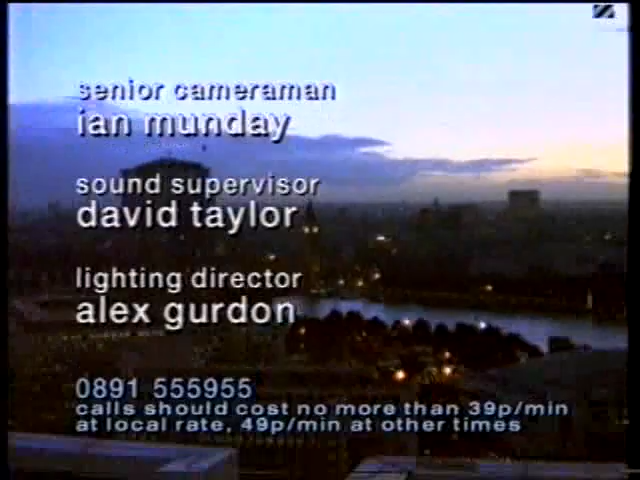 senior cameraman
ian munday
sound supervisor
david taylor
lighting director
alex gurdon
0891 555955
calls should cost no more than 39p/min
at local rate, 49p/min at other times